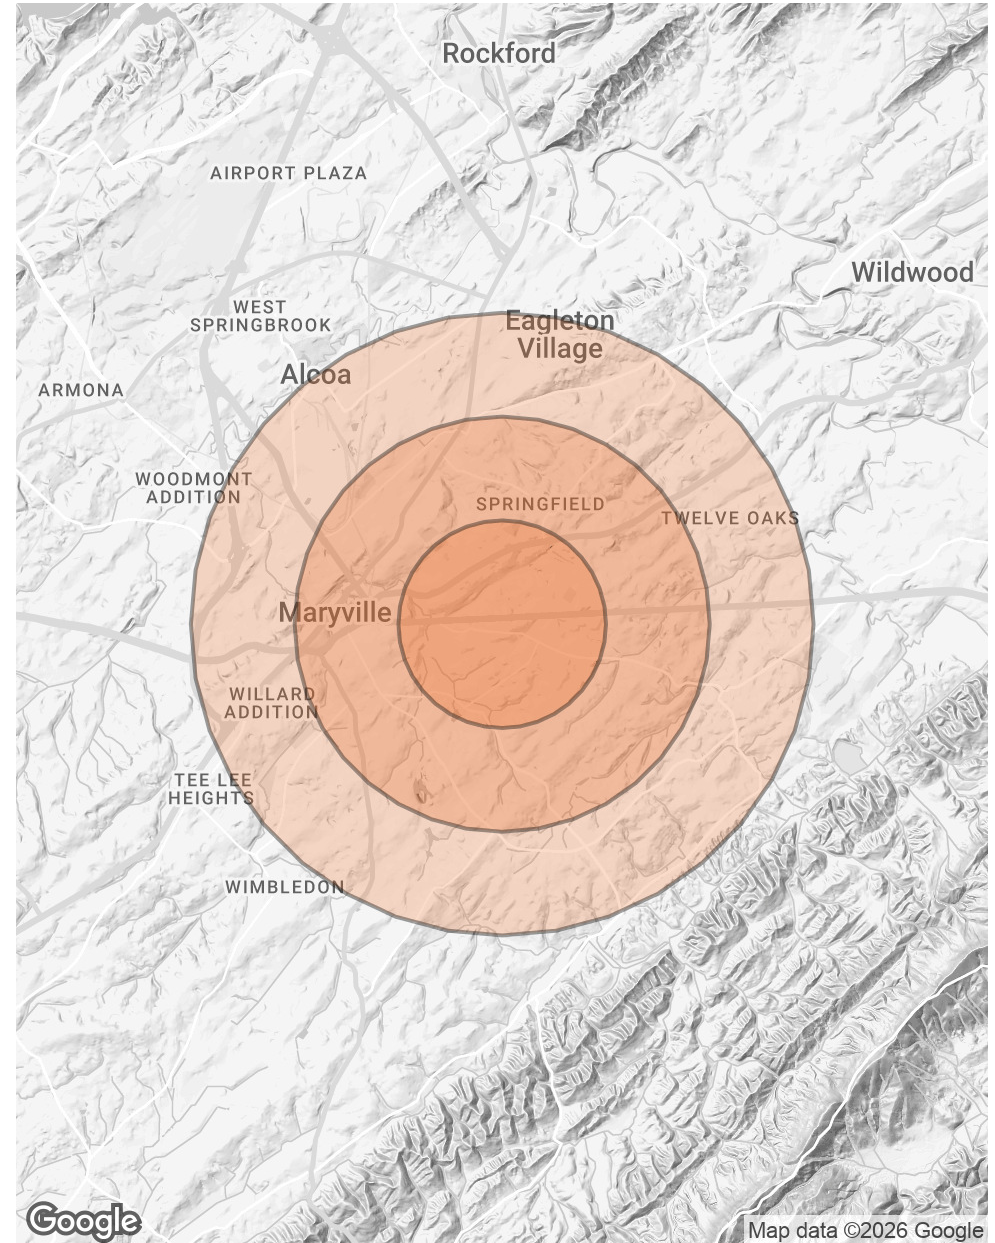 Rockford
AIRPORT PLAZA
Wildwood
WEST
SPRINGBROOK
Eagleton
Village
Alcoa
ARMONA
WOODMONT
ADDITION
SPRINGFIELD
TWELVE OAKS
Maryville
WILLARD
ADDITION
TEE LEE
HEIGHTS
WIMBLEDON
Google
Map data ©2026 Google